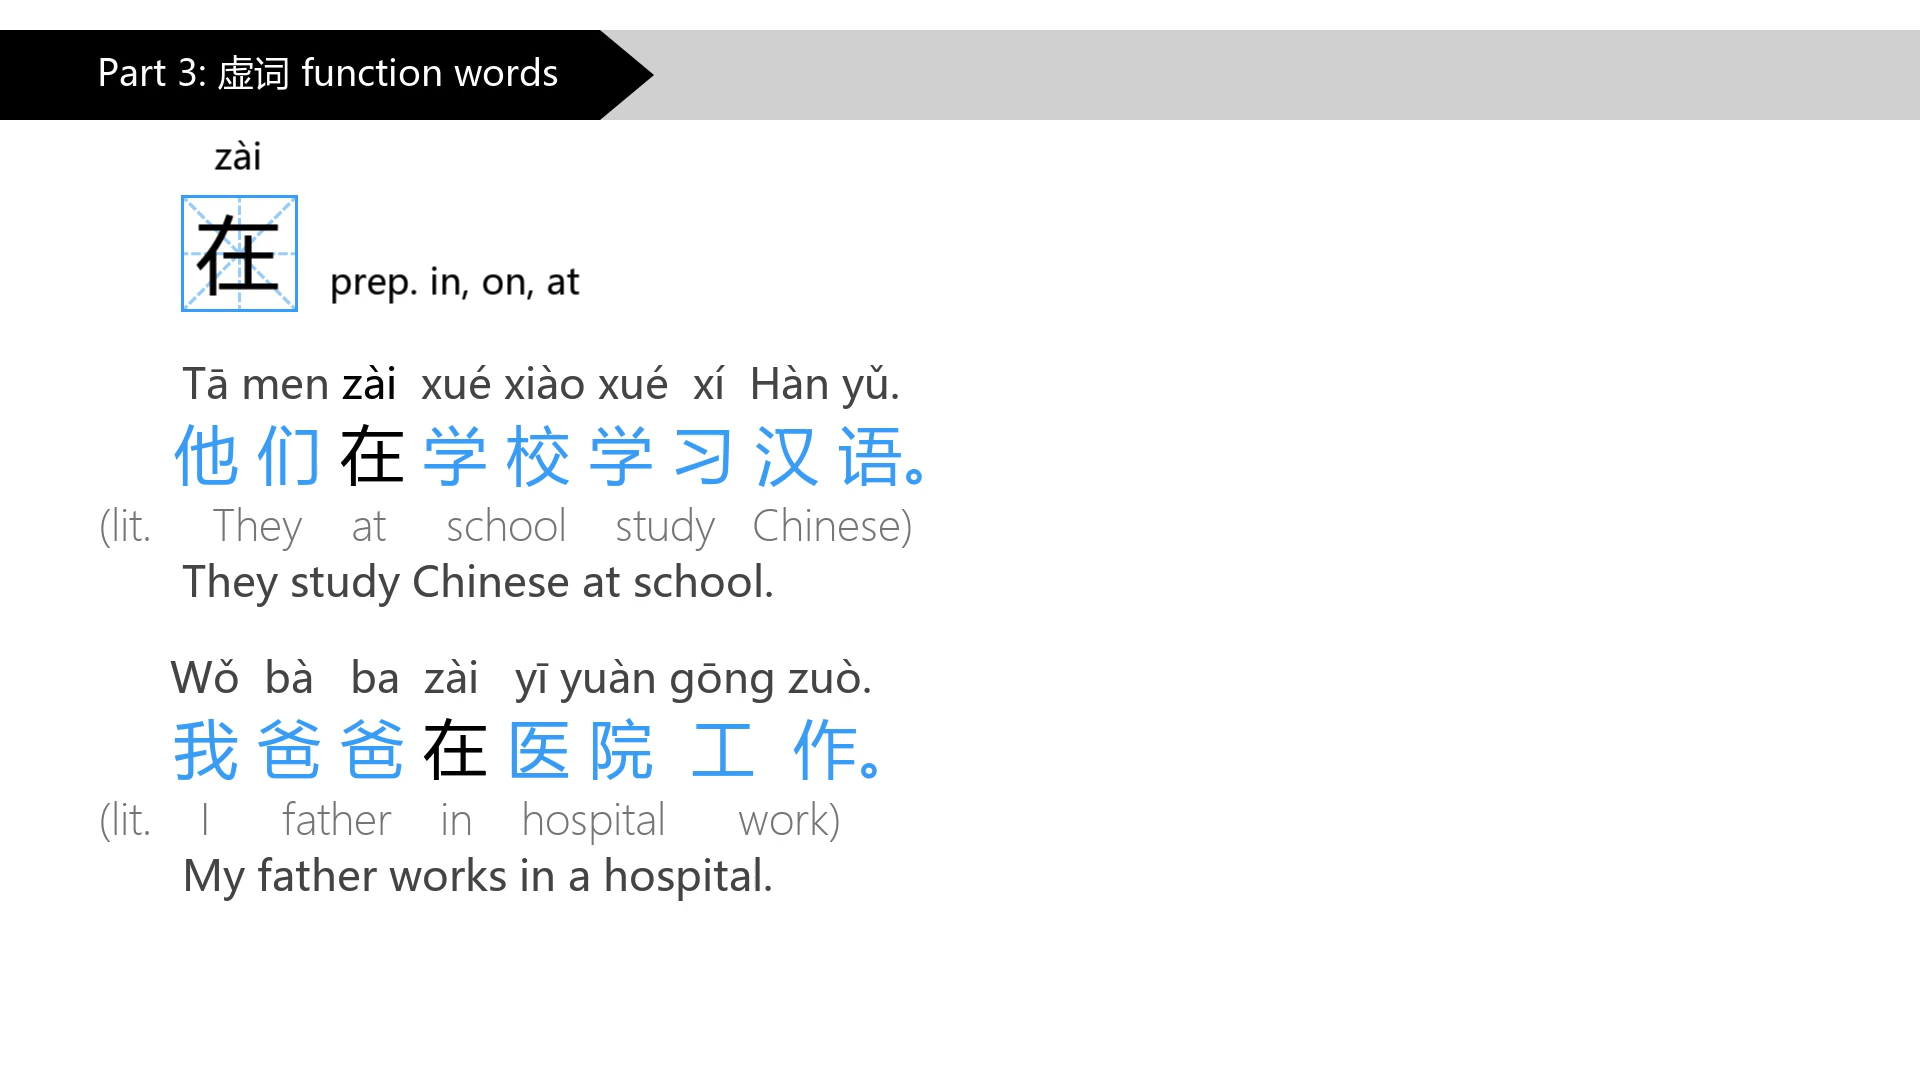 Part 3: 虚词 function words
zài
在
prep. in, on, at
Tā men zài xué xiào xué xí Hàn yǔ.
他们在学校学习汉语。
(lit. They at school study Chinese)
They study Chinese at school.
Wǒ bà ba zài yī yuàn gōng zuò.
我爸爸在医院工作。
(lit. I father in hospital work)
My father works in a hospital.